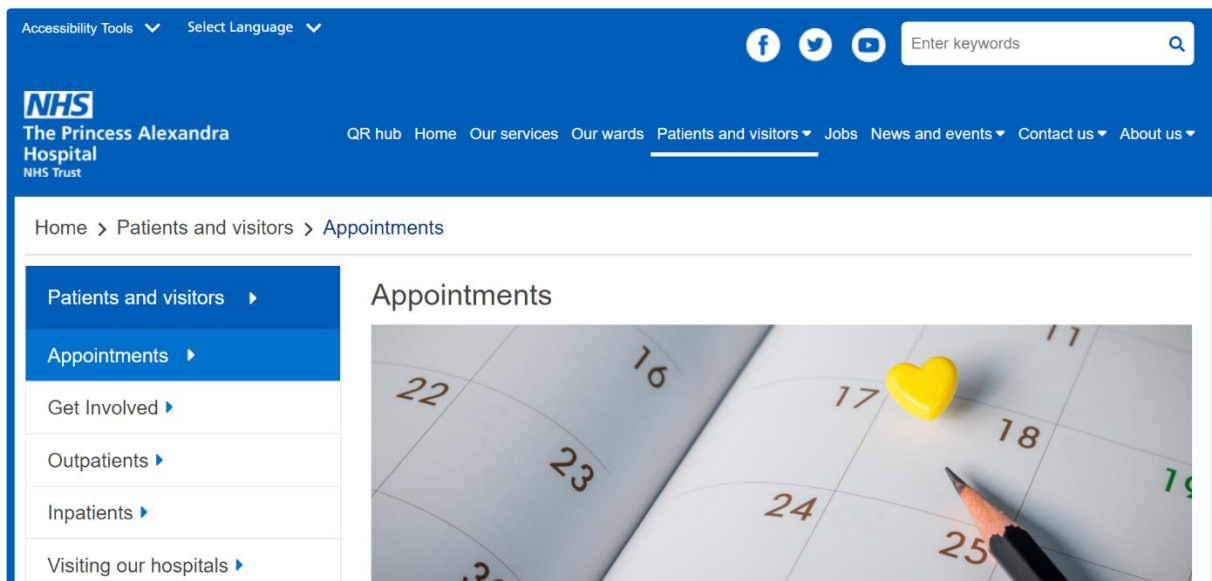 Accessibility Tools Select Language
Enter keywords
NHS
The Princess Alexandra
Hospital
NHS Trust
QR hub Home Our services Our wards Patients and visitors Jobs News and events Contact us About us
Home > Patients and visitors > Appointments
Patients and visitors
Appointments
Get Involved
Outpatients
Inpatients
Visiting our hospitals
Appointments
11
16
17
18
22
23
24
25